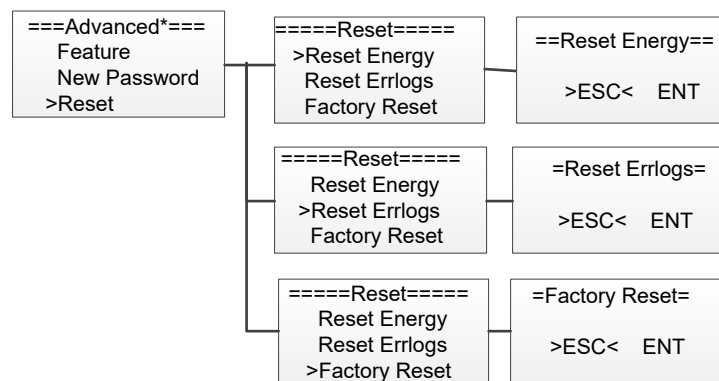 ===Advanced*===
Feature
New Password
>Reset
=====Reset=====
>Reset Energy
Reset Errlogs
Factory Reset
==Reset Energy==
>ESC< ENT
=====Reset=====
Reset Energy
>Reset Errlogs
Factory Reset
=Reset Errlogs=
>ESC< ENT
=====Reset=====
Reset Energy
Reset Errlogs
>Factory Reset
=Factory Reset=
>ESC< ENT